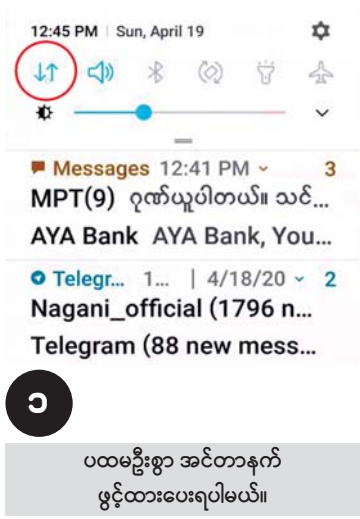 12:45 PM | Sun, April 19
Messages 12:41 PM 3
MPT(9) ဂုဏ်ယူပါတယ်။ သင်...
AYA Bank AYA Bank, You...
Telegr... 1... | 4/18/20 2
Nagani_official (1796 n...
Telegram (88 new mess...
၁
ပထမဦးစွာ အင်တာနက်
ဖွင့်ထားပေးရပါမယ်။